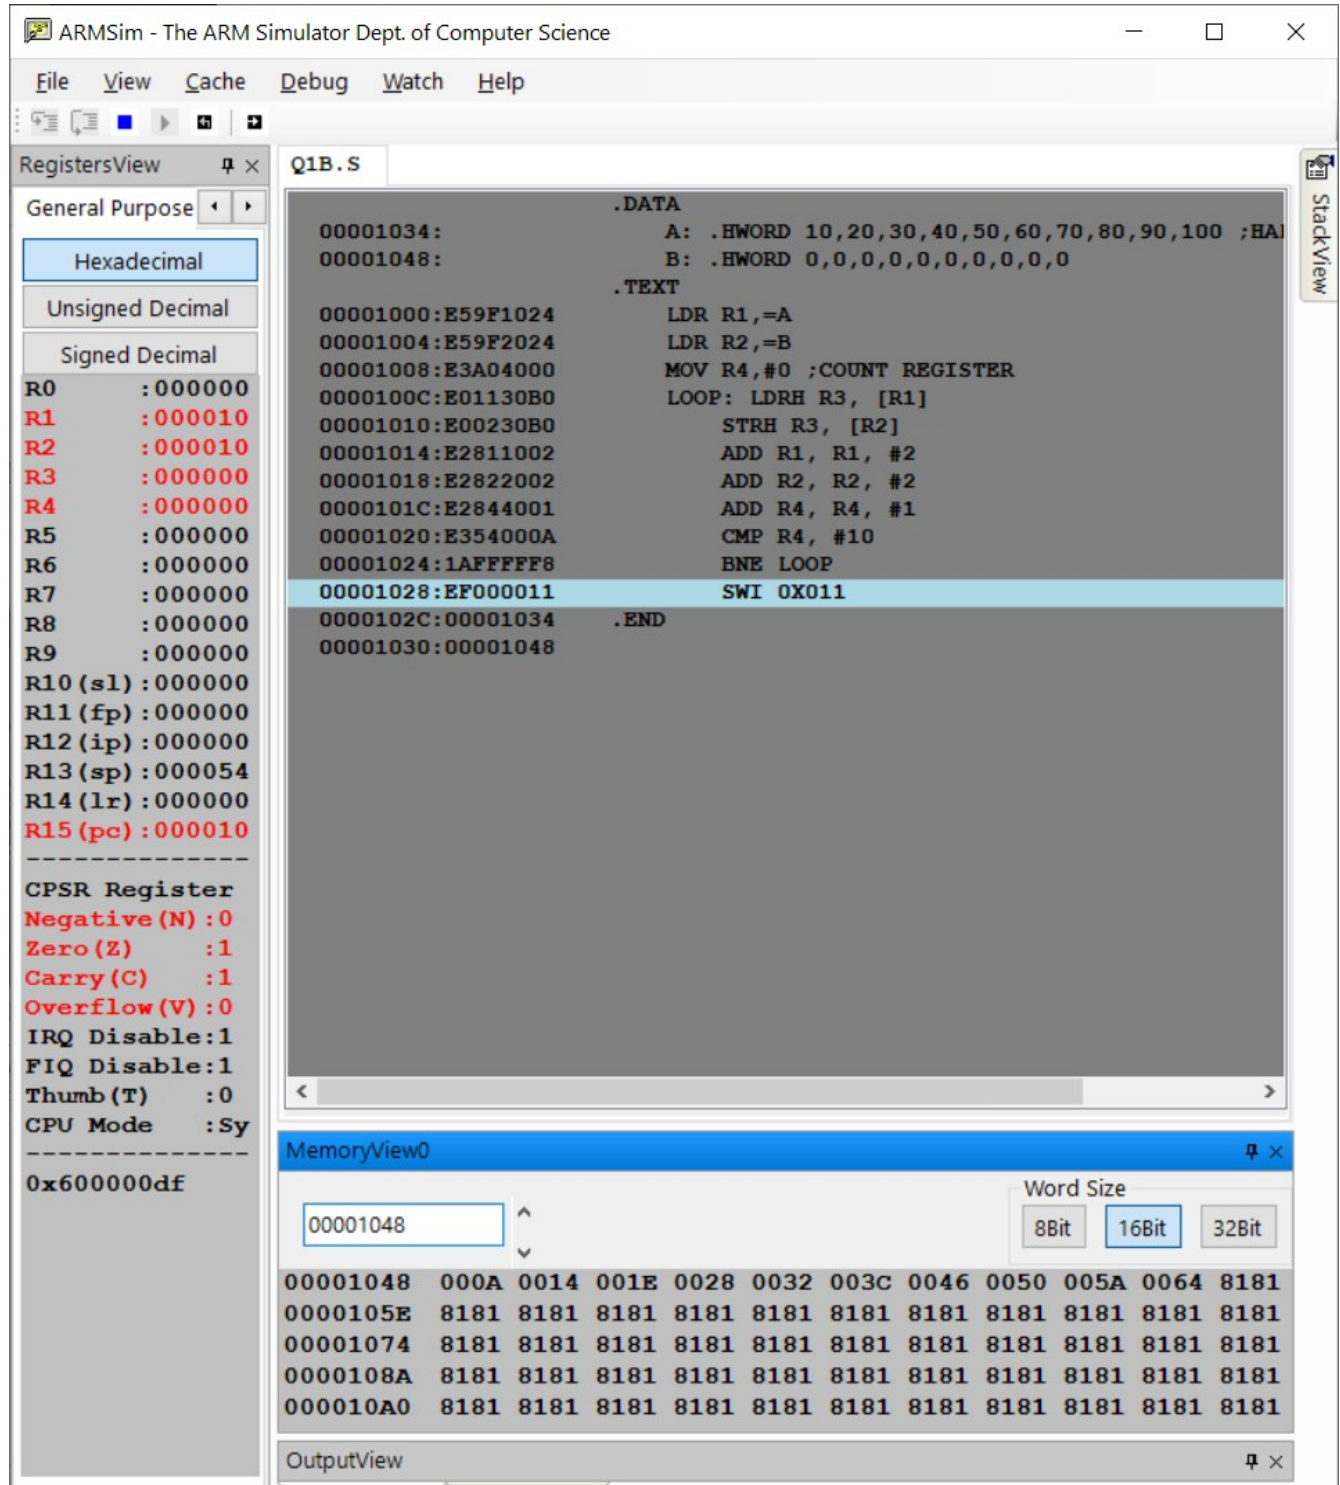 ARMSim - The ARM Simulator Dept. of Computer Science
File View Cache Debug Watch Help
RegistersView
General Purpose
Hexadecimal
Unsigned Decimal
Signed Decimal
R0 :000000
R1 :000010
R2 :000010
R3 :000000
R4 :000000
R5 :000000
R6 :000000
R7 :000000
R8 :000000
R9 :000000
R10(sl):000000
R11(fp):000000
R12(ip):000000
R13(sp):000054
R14(lr):000000
R15(pc):000010
--------------
CPSR Register
Negative(N):0
Zero(Z) :1
Carry(C) :1
Overflow(V):0
IRQ Disable:1
FIQ Disable:1
Thumb(T) :0
CPU Mode :Sy
--------------
0x600000df
Q1B.S
.DATA
00001034: A: .HWORD 10,20,30,40,50,60,70,80,90,100 ;HA
00001048: B: .HWORD 0,0,0,0,0,0,0,0,0,0
.TEXT
00001000:E59F1024 LDR R1,=A
00001004:E59F2024 LDR R2,=B
00001008:E3A04000 MOV R4,#0 ;COUNT REGISTER
0000100C:E01130B0 LOOP: LDRH R3, [R1]
00001010:E00230B0 STRH R3, [R2]
00001014:E2811002 ADD R1, R1, #2
00001018:E2822002 ADD R2, R2, #2
0000101C:E2844001 ADD R4, R4, #1
00001020:E354000A CMP R4, #10
00001024:1AFFFFF8 BNE LOOP
00001028:EF000011 SWI 0X011
0000102C:00001034 .END
00001030:00001048
StackView
MemoryView0
00001048
Word Size
8Bit 16Bit 32Bit
00001048 000A 0014 001E 0028 0032 003C 0046 0050 005A 0064 8181
0000105E 8181 8181 8181 8181 8181 8181 8181 8181 8181 8181 8181
00001074 8181 8181 8181 8181 8181 8181 8181 8181 8181 8181 8181
0000108A 8181 8181 8181 8181 8181 8181 8181 8181 8181 8181 8181
000010A0 8181 8181 8181 8181 8181 8181 8181 8181 8181 8181 8181
OutputView